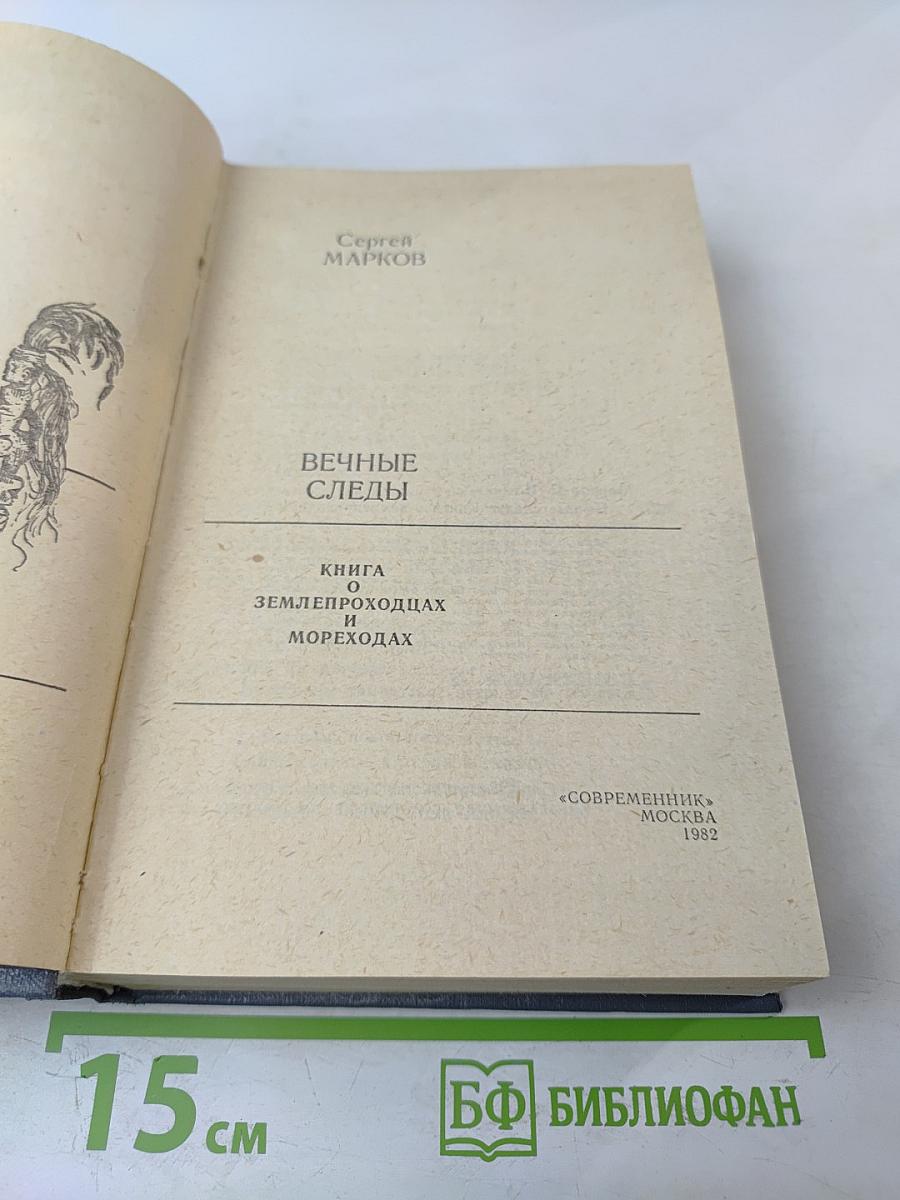 Сергей
МАРКОВ
ВЕЧНЫЕ
СЛЕДЫ
КНИГА
О
ЗЕМЛЕПРОХОДЦАХ
И
МОРЕХОДАХ
«СОВРЕМЕННИК»
МОСКВА
1982
15 см
БФ БИБЛИОФАН